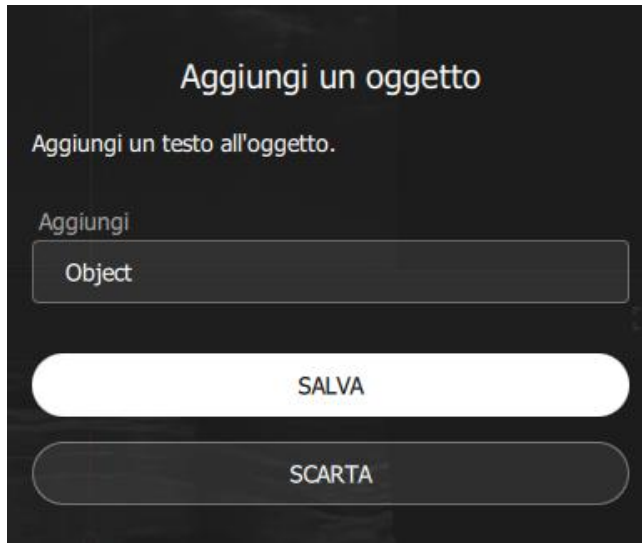 Aggiungi un oggetto
Aggiungi un testo all'oggetto.
Aggiungi
Object
SALVA
SCARTA